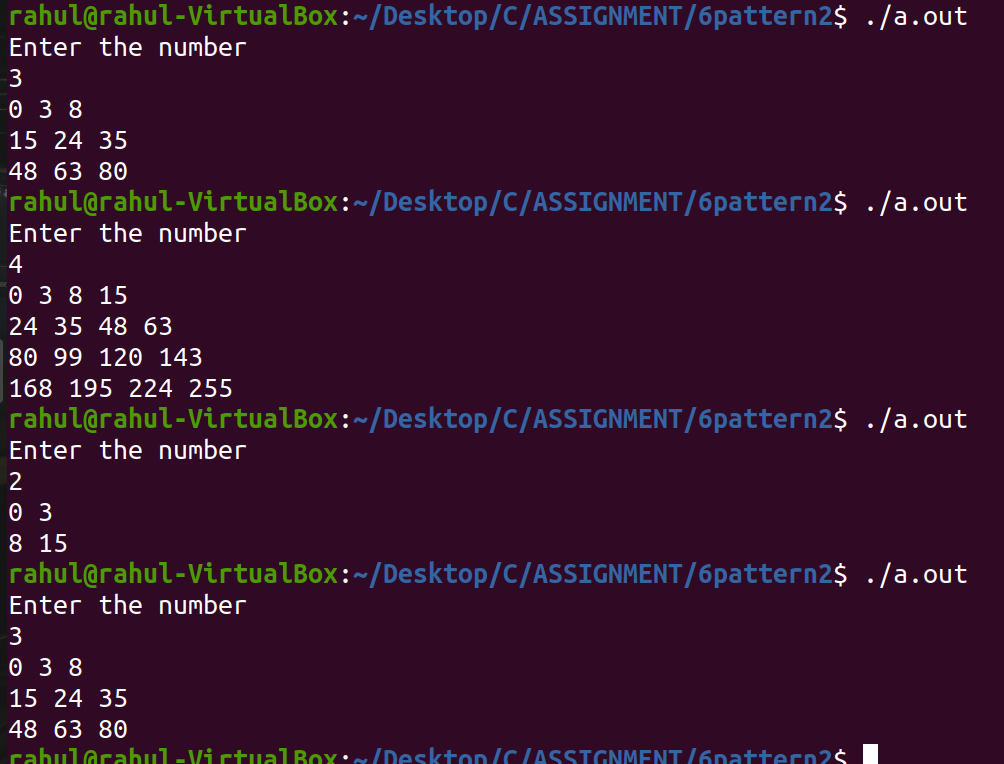 rahul@rahul-VirtualBox:~/Desktop/C/ASSIGNMENT/6pattern2$ ./a.out
Enter the number
3
0 3 8
15 24 35
48 63 80
rahul@rahul-VirtualBox:~/Desktop/C/ASSIGNMENT/6pattern2$ ./a.out
Enter the number
4
0 3 8 15
24 35 48 63
80 99 120 143
168 195 224 255
rahul@rahul-VirtualBox:~/Desktop/C/ASSIGNMENT/6pattern2$ ./a.out
Enter the number
2
0 3
8 15
rahul@rahul-VirtualBox:~/Desktop/C/ASSIGNMENT/6pattern2$ ./a.out
Enter the number
3
0 3 8
15 24 35
48 63 80
rahul@rahul-VirtualBox:~/Desktop/C/ASSIGNMENT/6pattern2$